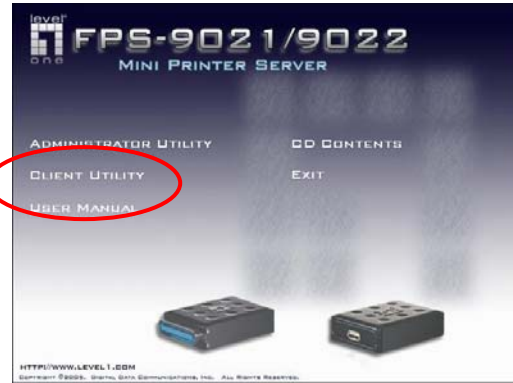 level
one
FPS-9021/9022
MINI PRINTER SERVER
ADMINISTRATOR UTILITY
CD CONTENTS
CLIENT UTILITY
EXIT
USER MANUAL
HTTP://WWW.LEVEL1.COM
COPYRIGHT ©2005. DIGITAL DATA COMMUNICATIONS, INC. ALL RIGHTS RESERVED.